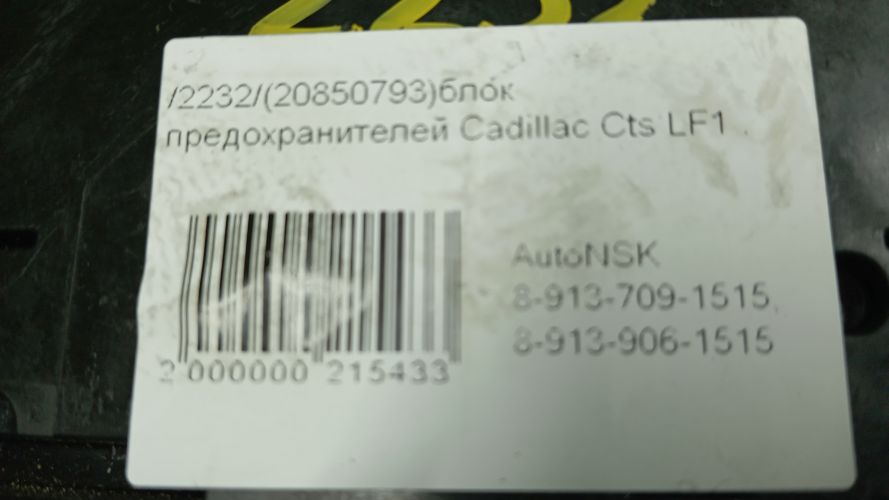 /2232/(20850793)блок
предохранителей Cadillac Cts LF1
AutoNSK
8-913-709-1515,
8-913-906-1515
2 000000 215433